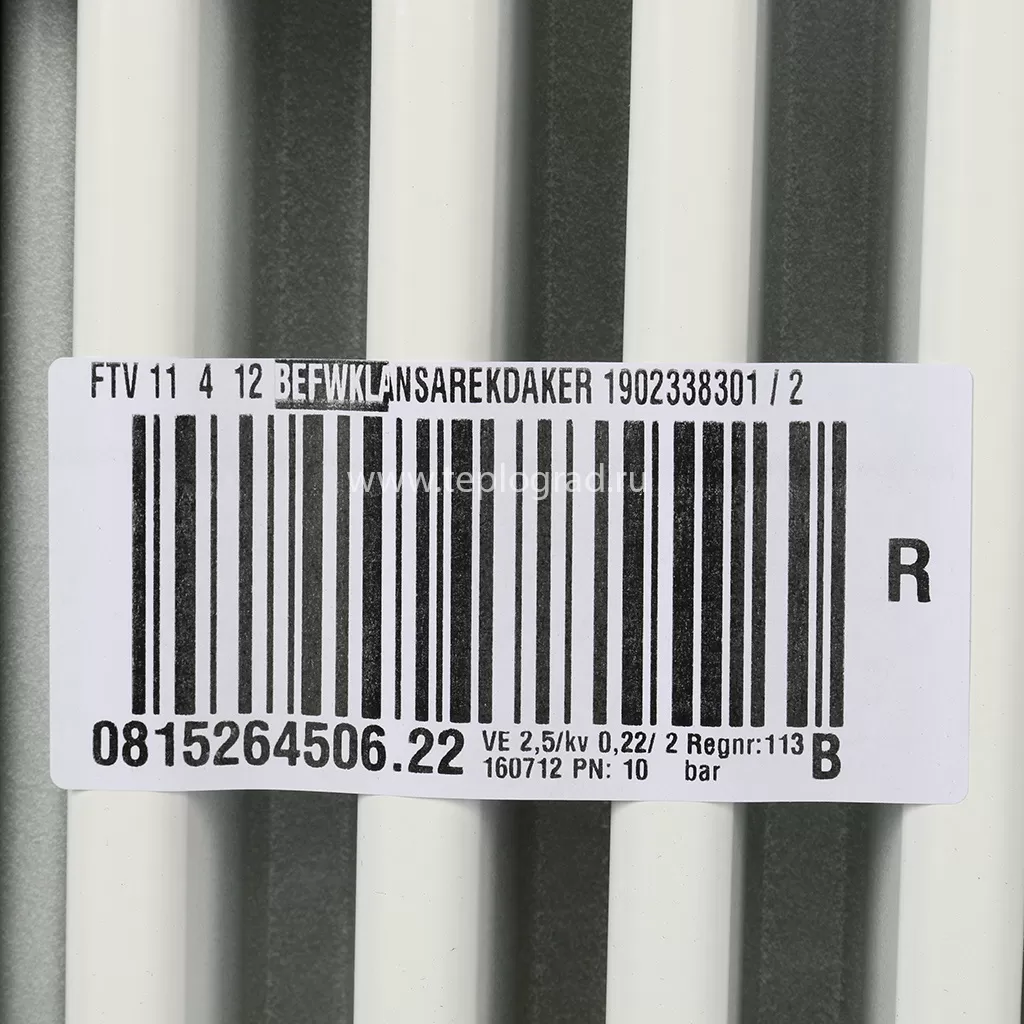 FTV 11 4 12 BEFWKLANSAREKDAKER 1902338301 / 2
www.teplograd.ru
R
0815264506.22 VE 2,5/kv 0,22/ 2 Regnr:113 B
160712 PN: 10 bar